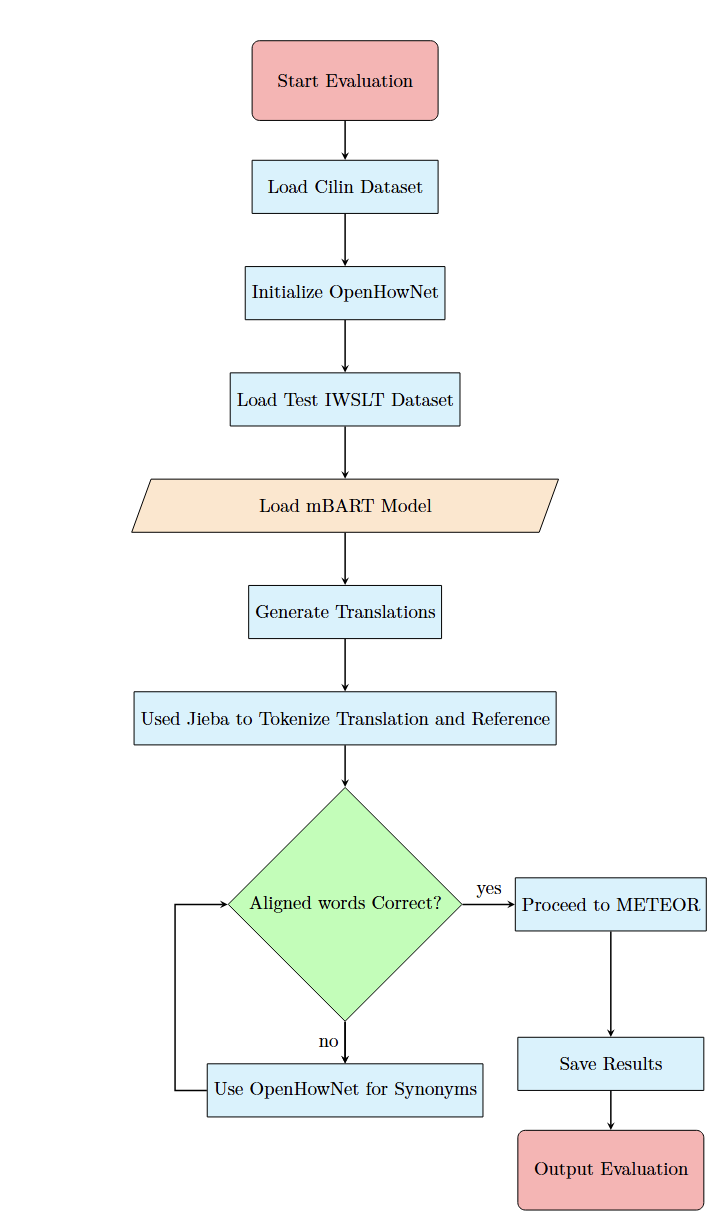 Start Evaluation
Load Cilin Dataset
Initialize OpenHowNet
Load Test IWSLT Dataset
Load mBART Model
Generate Translations
Used Jieba to Tokenize Translation and Reference
Aligned words Correct?
yes
Proceed to METEOR
no
Use OpenHowNet for Synonyms
Save Results
Output Evaluation